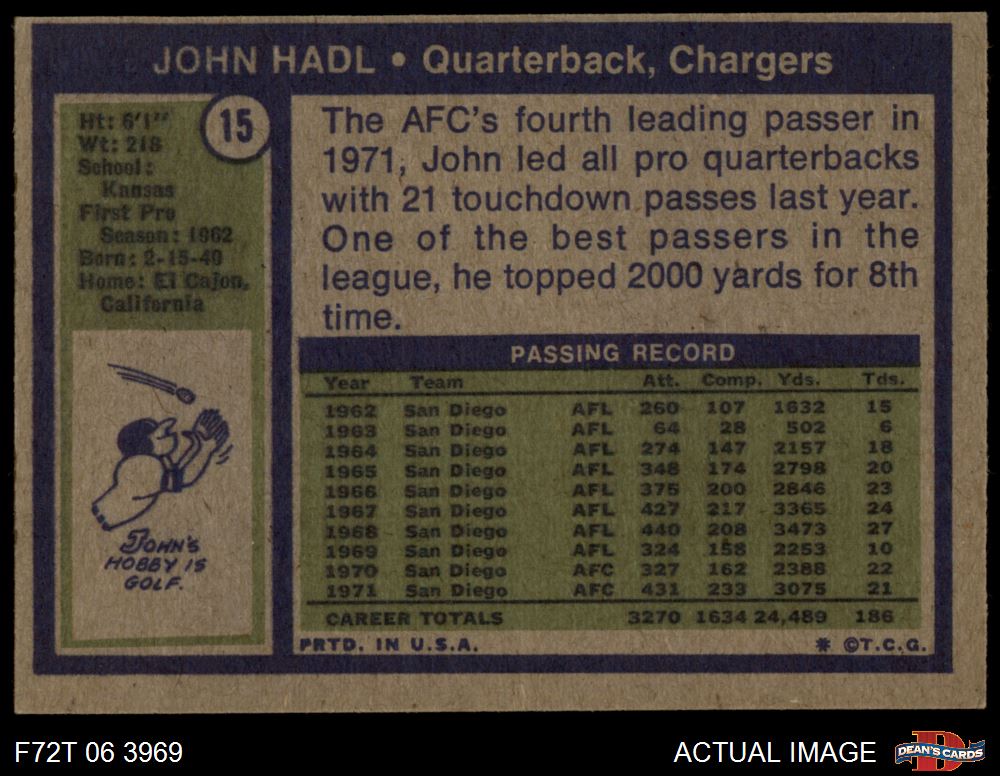 JOHN HADL • Quarterback, Chargers
15
Ht: 6'1"
Wt: 218
School:
Kansas
First Pro
Season: 1962
Born: 2-15-40
Home: El Cajon,
California
JOHN'S
HOBBY IS
GOLF.
The AFC's fourth leading passer in
1971, John led all pro quarterbacks
with 21 touchdown passes last year.
One of the best passers in the
league, he topped 2000 yards for 8th
time.
PASSING RECORD
Year Team Att. Comp. Yds. Tds.
1962 San Diego AFL 260 107 1632 15
1963 San Diego AFL 64 28 502 6
1964 San Diego AFL 274 147 2157 18
1965 San Diego AFL 348 174 2798 20
1966 San Diego AFL 375 200 2846 23
1967 San Diego AFL 427 217 3365 24
1968 San Diego AFL 440 208 3473 27
1969 San Diego AFL 324 158 2253 10
1970 San Diego AFC 327 162 2388 22
1971 San Diego AFC 431 233 3075 21
CAREER TOTALS 3270 1634 24,489 186
PRTD. IN U.S.A. * ©T.C.G.
F72T 06 3969
ACTUAL IMAGE
D
DEAN'S CARDS